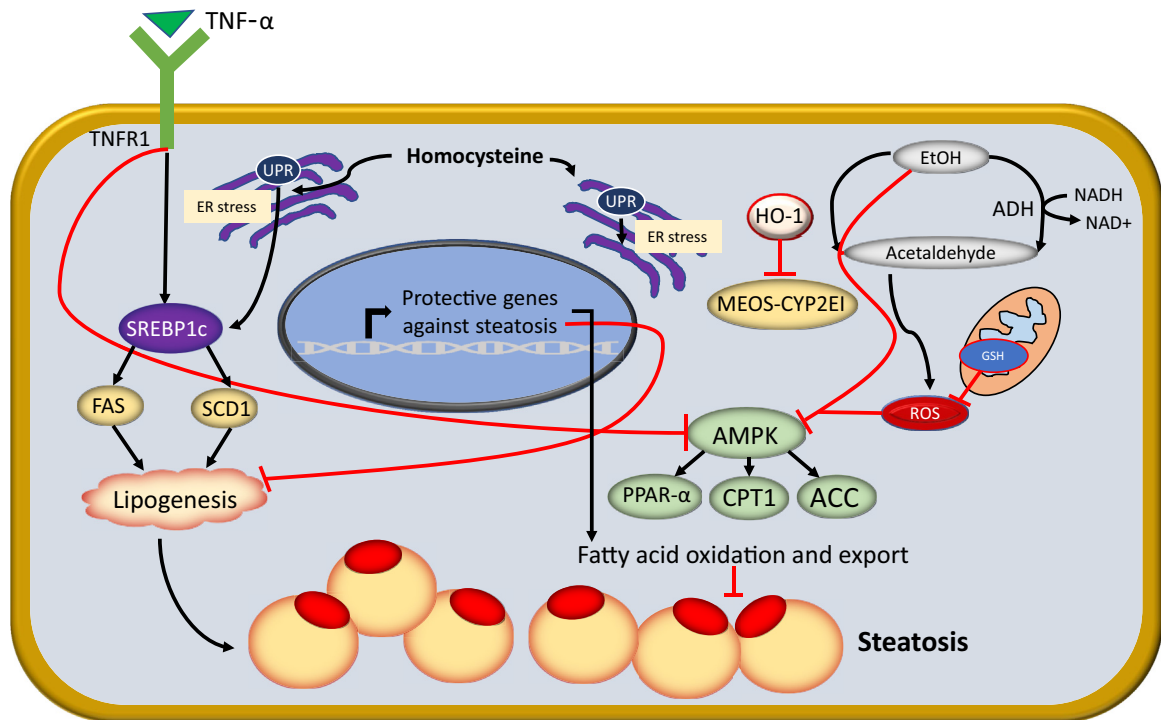 TNF-α
TNFR1
Homocysteine
UPR
ER stress
UPR
ER stress
EtOH
NADH
ADH
NAD+
HO-1
Acetaldehyde
MEOS-CYP2EI
Protective genes
against steatosis
SREBP1c
GSH
FAS
SCD1
ROS
AMPK
Lipogenesis
PPAR-α
CPT1
ACC
Fatty acid oxidation and export
Steatosis